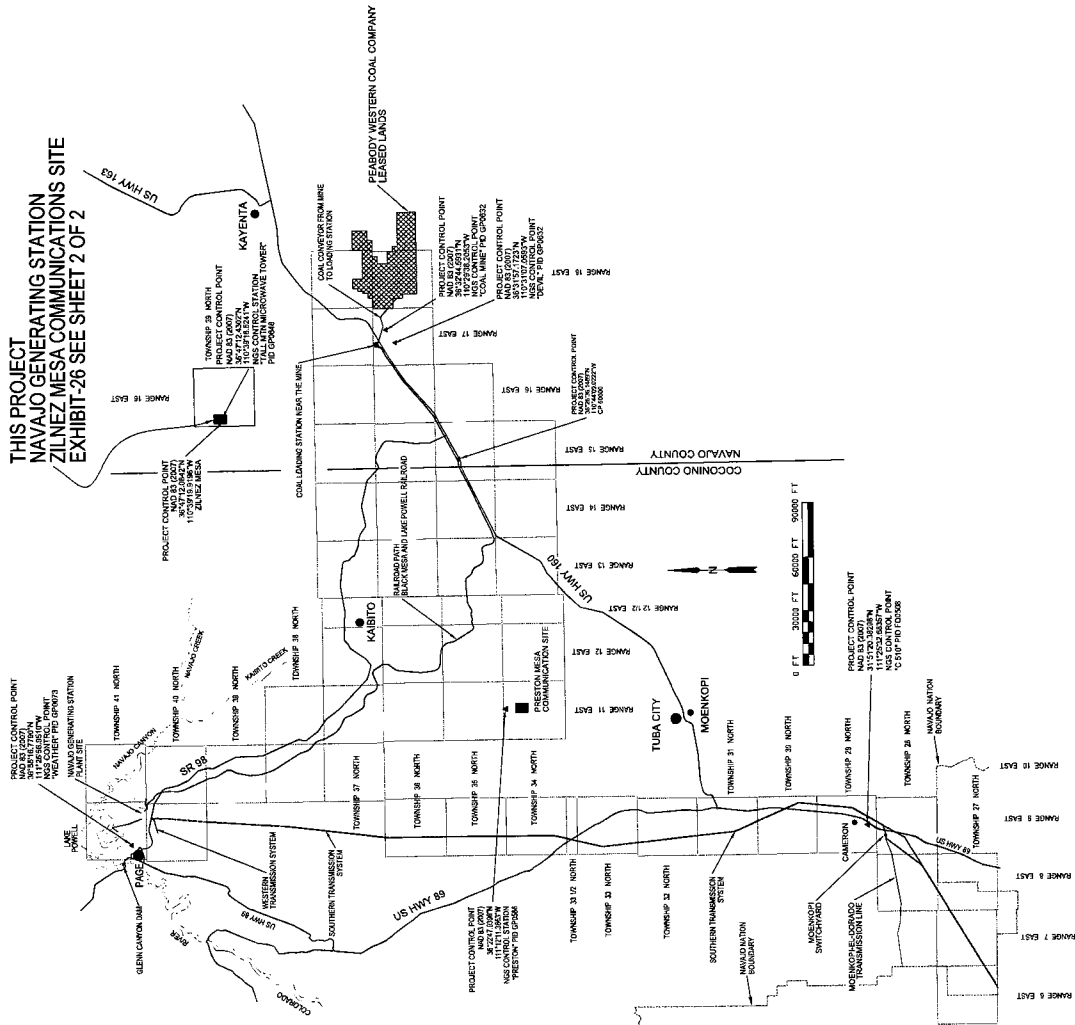 THIS PROJECT
NAVAJO GENERATING STATION
ZILNEZ MESA COMMUNICATIONS SITE
EXHIBIT-26 SEE SHEET 2 OF 2
US HWY 163
KAYENTA
PEABODY WESTERN COAL COMPANY
LEASED LANDS
COAL CONVEYOR FROM MINE
TO LOADING STATION
TOWNSHIP 39 NORTH
PROJECT CONTROL POINT
NAD 83 (2007)
NGS CONTROL STATION
"TALL MTN MICROWAVE TOWER"
PID GP0648
RANGE 16 EAST
PROJECT CONTROL POINT
NAD 83 (2007)
ZILNEZ MESA
PROJECT CONTROL POINT
NAD 83 (2007)
NGS CONTROL POINT
"COAL MINE" PID GP0632
PROJECT CONTROL POINT
NAD 83 (2007)
NGS CONTROL POINT
"DEVIL" PID GP0632
RANGE 18 EAST
RANGE 17 EAST
COAL LOADING STATION NEAR THE MINE
RANGE 16 EAST
PROJECT CONTROL POINT
NAD 83 (2007)
RANGE 15 EAST
NAVAJO COUNTY
COCONINO COUNTY
RANGE 14 EAST
RANGE 13 EAST
US HWY 160
RANGE 12 1/2 EAST
RAILROAD PATH
BLACK MESA AND LAKE POWELL RAILROAD
KAIBITO
RANGE 12 EAST
PRESTON MESA
COMMUNICATION SITE
RANGE 11 EAST
0 FT 30000 FT 60000 FT 90000 FT
N
PROJECT CONTROL POINT
NAD 83 (2007)
NGS CONTROL POINT
"WEATHER" PID GP0073
NAVAJO GENERATING STATION
PLANT SITE
TOWNSHIP 41 NORTH
NAVAJO CANYON
TOWNSHIP 40 NORTH
NAVAJO CREEK
KAIBITO CREEK
TOWNSHIP 39 NORTH
TOWNSHIP 38 NORTH
SR 98
LAKE
POWELL
PAGE
GLENN CANYON DAM
WESTERN
TRANSMISSION SYSTEM
SOUTHERN TRANSMISSION
SYSTEM
US HWY 89
COLORADO
RIVER
TOWNSHIP 37 NORTH
TOWNSHIP 36 NORTH
TOWNSHIP 35 NORTH
TOWNSHIP 34 NORTH
PROJECT CONTROL POINT
NAD 83 (2007)
NGS CONTROL STATION
US HWY 89
TOWNSHIP 33 1/2 NORTH
TOWNSHIP 33 NORTH
TOWNSHIP 32 NORTH
TUBA CITY
MOENKOPI
TOWNSHIP 31 NORTH
TOWNSHIP 30 NORTH
TOWNSHIP 29 NORTH
TOWNSHIP 28 NORTH
TOWNSHIP 27 NORTH
SOUTHERN TRANSMISSION
SYSTEM
NAVAJO NATION
BOUNDARY
CAMERON
MOENKOPI
SWITCHYARD
MOENKOPI-ELDORADO
TRANSMISSION LINE
PROJECT CONTROL POINT
NAD 83 (2007)
NGS CONTROL POINT
"C 510" PID FQ0508
NAVAJO NATION
BOUNDARY
US HWY 89
RANGE 10 EAST
RANGE 9 EAST
RANGE 8 EAST
RANGE 7 EAST
RANGE 6 EAST